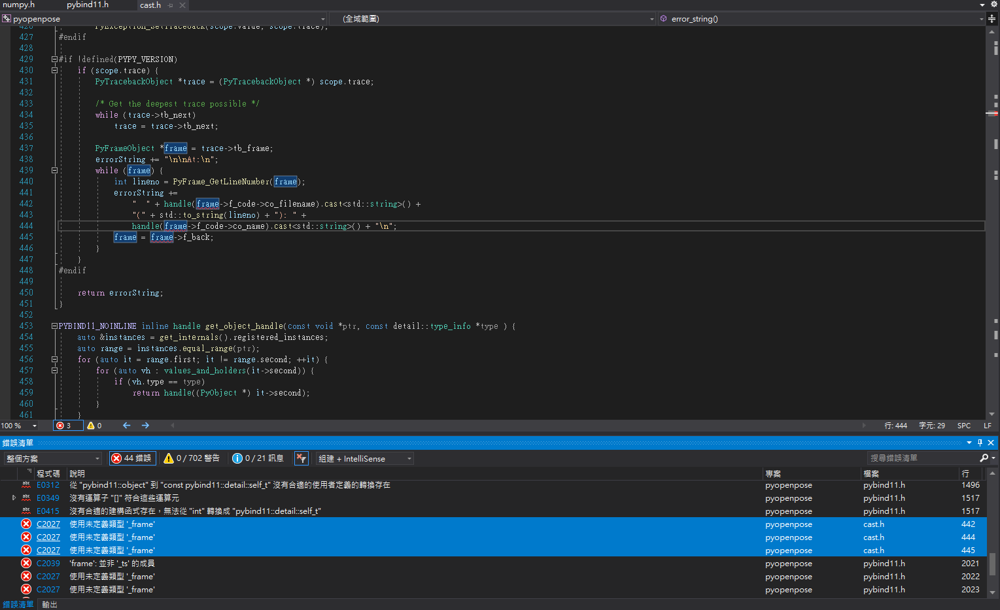 numpy.h pybind11.h cast.h
pyopenpose (全域範圍) error_string()
426 PyException_SetTraceback(scope.value, scope.trace);
427 #endif
428
429 #if !defined(PYPY_VERSION)
430 if (scope.trace) {
431 PyTracebackObject *trace = (PyTracebackObject *) scope.trace;
432
433 /* Get the deepest trace possible */
434 while (trace->tb_next)
435 trace = trace->tb_next;
436
437 PyFrameObject *frame = trace->tb_frame;
438 errorString += "\n\nAt:\n";
439 while (frame) {
440 int lineno = PyFrame_GetLineNumber(frame);
441 errorString +=
442 "  " + handle(frame->f_code->co_filename).cast<std::string>() +
443 "(" + std::to_string(lineno) + "): " +
444 handle(frame->f_code->co_name).cast<std::string>() + "\n";
445 frame = frame->f_back;
446 }
447 }
448 #endif
449
450 return errorString;
451 }
452
453 PYBIND11_NOINLINE inline handle get_object_handle(const void *ptr, const detail::type_info *type ) {
454 auto &instances = get_internals().registered_instances;
455 auto range = instances.equal_range(ptr);
456 for (auto it = range.first; it != range.second; ++it) {
457 for (auto vh : values_and_holders(it->second)) {
458 if (vh.type == type)
459 return handle((PyObject *) it->second);
460 }
461 }
100 % 3 0 行: 444 字元: 29 SPC LF
錯誤清單
整個方案 44 錯誤 0 / 702 警告 0 / 21 訊息 組建 + IntelliSense 搜尋錯誤清單
程式碼 說明 專案 檔案 行
abc E0312 從 "pybind11::object" 到 "const pybind11::detail::self_t" 沒有合適的使用者定義的轉換存在 pyopenpose pybind11.h 1496
abc E0349 沒有運算子 "[]" 符合這些運算元 pyopenpose pybind11.h 1517
abc E0415 沒有合適的建構函式存在，無法從 "int" 轉換成 "pybind11::detail::self_t" pyopenpose pybind11.h 1517
C2027 使用未定義類型 '_frame' pyopenpose cast.h 442
C2027 使用未定義類型 '_frame' pyopenpose cast.h 444
C2027 使用未定義類型 '_frame' pyopenpose cast.h 445
C2039 'frame': 並非 '_ts' 的成員 pyopenpose pybind11.h 2021
C2027 使用未定義類型 '_frame' pyopenpose pybind11.h 2022
C2027 使用未定義類型 '_frame' pyopenpose pybind11.h 2023
錯誤清單 輸出